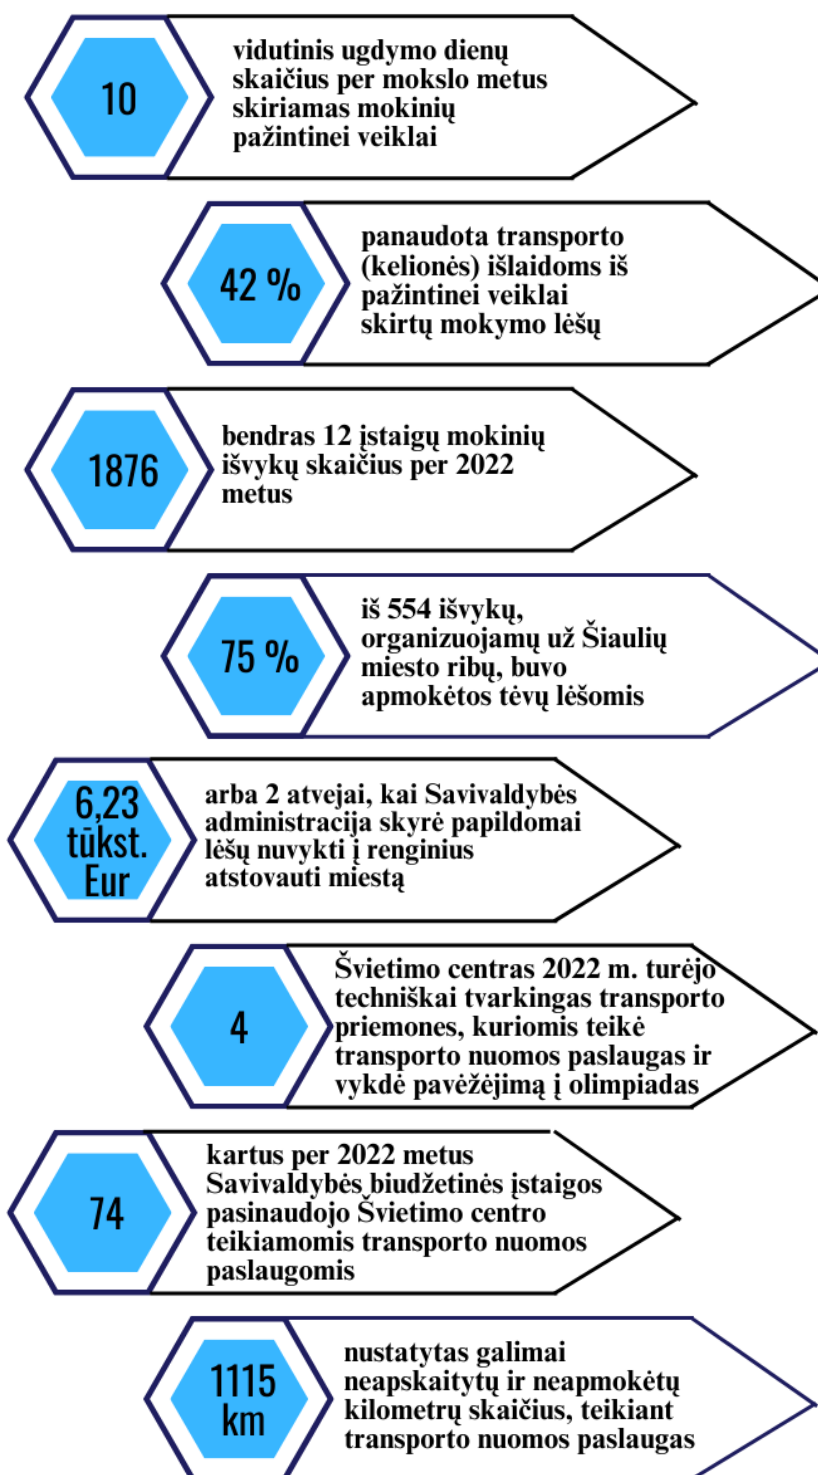 10
vidutinis ugdymo dienų
skaičius per mokslo metus
skiriamas mokinių
pažintinei veiklai
42 %
panaudota transporto
(kelionės) išlaidoms iš
pažintinei veiklai
skirtų mokymo lėšų
1876
bendras 12 įstaigų mokinių
išvykų skaičius per 2022
metus
75 %
iš 554 išvykų,
organizuojamų už Šiaulių
miesto ribų, buvo
apmokėtos tėvų lėšomis
6,23
tūkst.
Eur
arba 2 atvejai, kai Savivaldybės
administracija skyrė papildomai
lėšų nuvykti į renginius
atstovauti miestą
4
Švietimo centras 2022 m. turėjo
techniškai tvarkingas transporto
priemones, kuriomis teikė
transporto nuomos paslaugas ir
vykdė pavėžėjimą į olimpiadas
74
kartus per 2022 metus
Savivaldybės biudžetinės įstaigos
pasinaudojo Švietimo centro
teikiamomis transporto nuomos
paslaugomis
1115
km
nustatytas galimai
neapskaitytų ir neapmokėtų
kilometrų skaičius, teikiant
transporto nuomos paslaugas